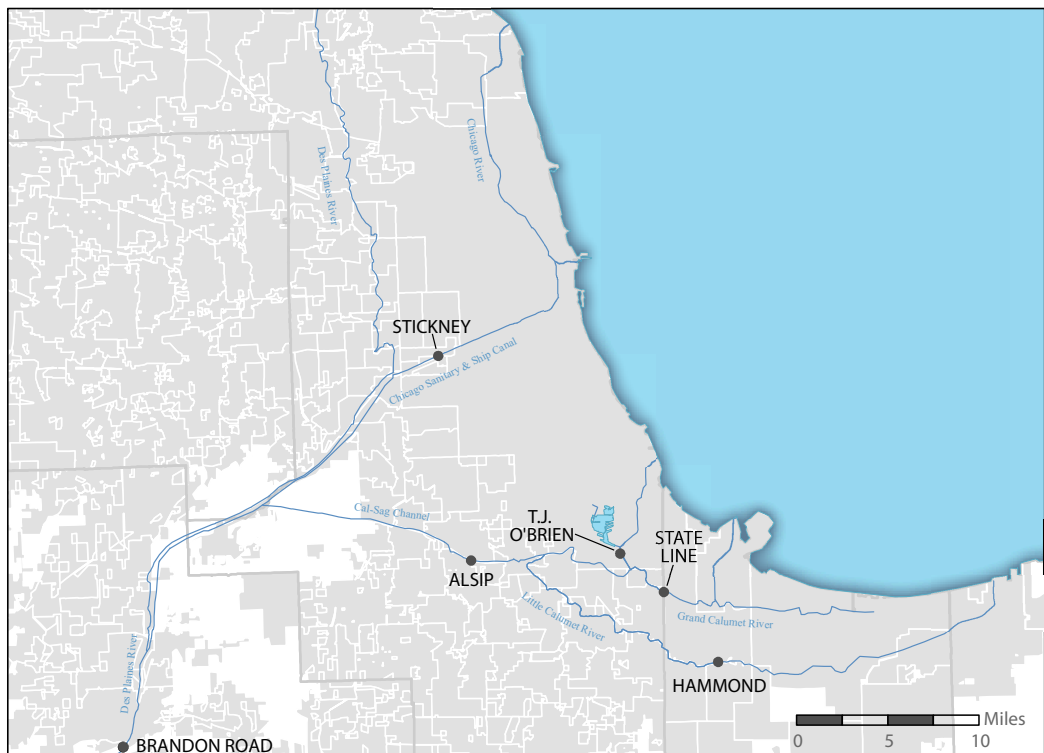 Chicago River
Des Plaines River
STICKNEY
Chicago Sanitary & Ship Canal
Cal-Sag Channel
T.J.
O'BRIEN
STATE
LINE
ALSIP
Little Calumet River
Grand Calumet River
HAMMOND
Des Plaines River
BRANDON ROAD
Miles
0 5 10